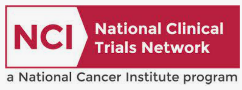 NCI National Clinical
Trials Network
a National Cancer Institute program